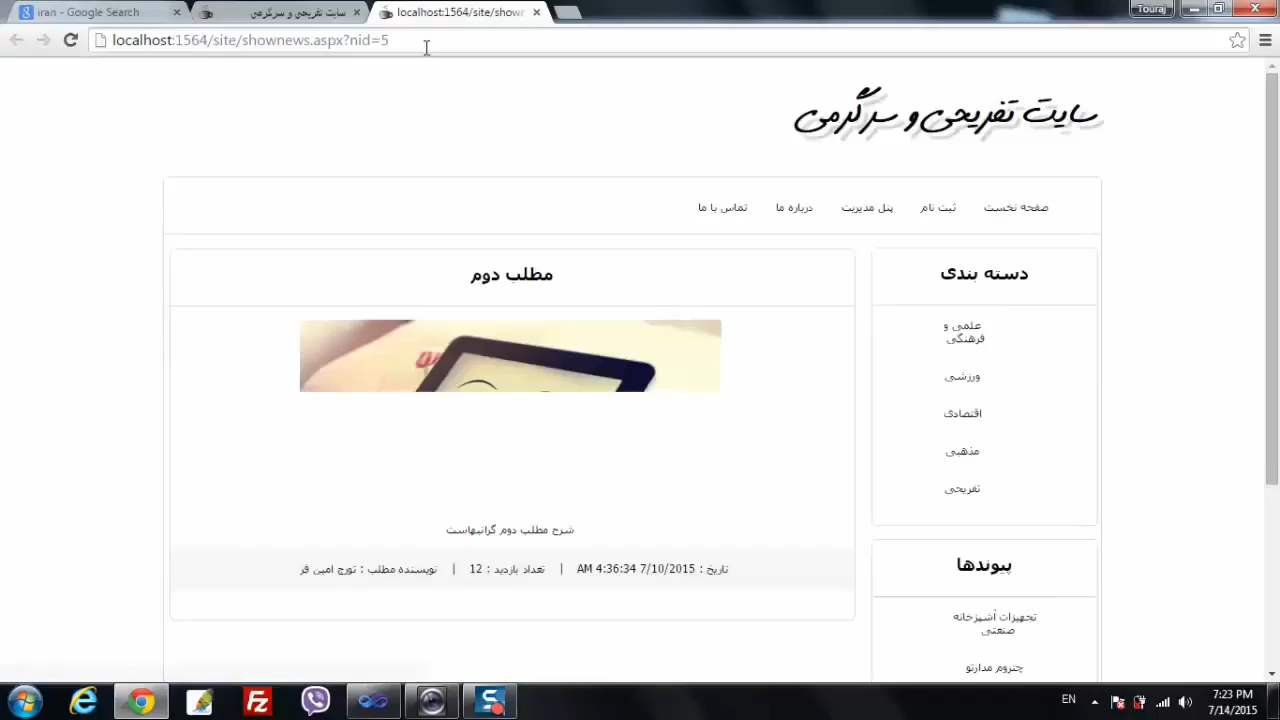 iran - Google Search
سایت تفریحی و سرگرمی
localhost:1564/site/shown
Touraj
localhost:1564/site/shownews.aspx?nid=5
سایت تفریحی و سرگرمی
صفحه نخست
ثبت نام
پنل مدیریت
درباره ما
تماس با ما
دسته بندی
علمی و
فرهنگی
ورزشی
اقتصادی
مذهبی
تفریحی
مطلب دوم
شرح مطلب دوم گرانبهاست
تاریخ : 7/10/2015 4:36:34 AM | تعداد بازدید : 12 | نویسنده مطلب : تورج امین فر
پیوندها
تجهیزات آشپزخانه
صنعتی
چتروم مدارتو
EN
7:23 PM
7/14/2015